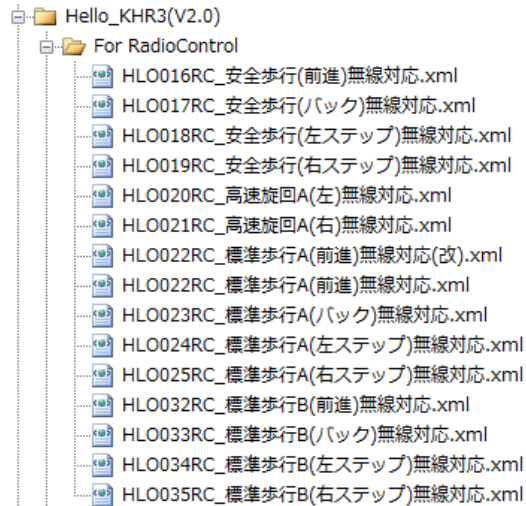 Hello_KHR3(V2.0)
For RadioControl
HLO016RC_安全歩行(前進)無線対応.xml
HLO017RC_安全歩行(バック)無線対応.xml
HLO018RC_安全歩行(左ステップ)無線対応.xml
HLO019RC_安全歩行(右ステップ)無線対応.xml
HLO020RC_高速旋回A(左)無線対応.xml
HLO021RC_高速旋回A(右)無線対応.xml
HLO022RC_標準歩行A(前進)無線対応(改).xml
HLO022RC_標準歩行A(前進)無線対応.xml
HLO023RC_標準歩行A(バック)無線対応.xml
HLO024RC_標準歩行A(左ステップ)無線対応.xml
HLO025RC_標準歩行A(右ステップ)無線対応.xml
HLO032RC_標準歩行B(前進)無線対応.xml
HLO033RC_標準歩行B(バック)無線対応.xml
HLO034RC_標準歩行B(左ステップ)無線対応.xml
HLO035RC_標準歩行B(右ステップ)無線対応.xml